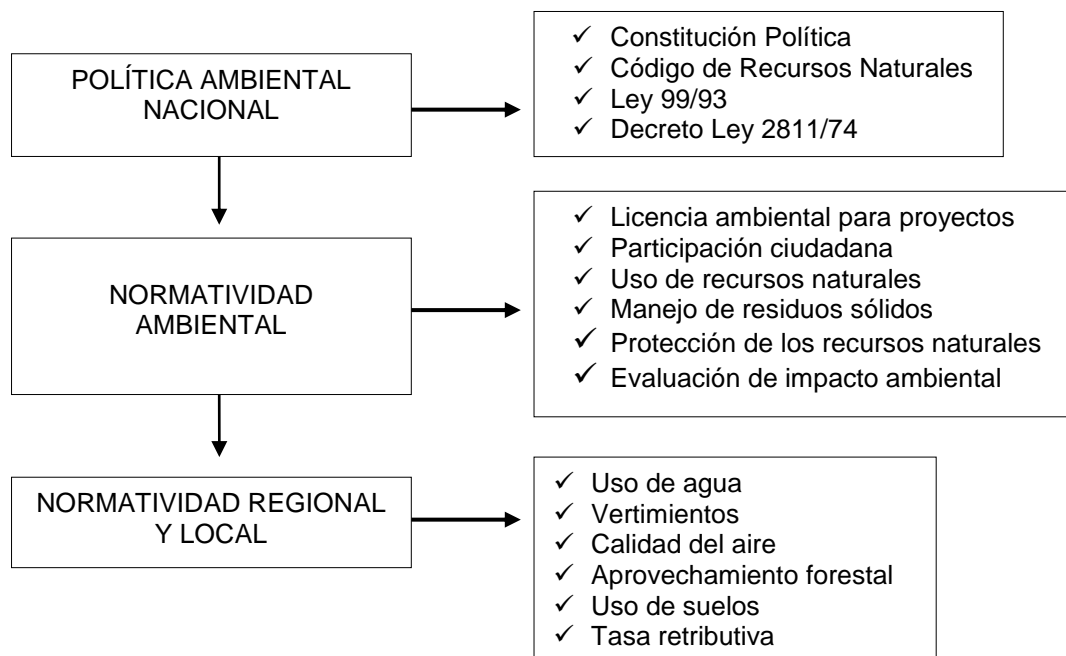 POLÍTICA AMBIENTAL
NACIONAL
✓ Constitución Política
✓ Código de Recursos Naturales
✓ Ley 99/93
✓ Decreto Ley 2811/74
NORMATIVIDAD
AMBIENTAL
✓ Licencia ambiental para proyectos
✓ Participación ciudadana
✓ Uso de recursos naturales
✓ Manejo de residuos sólidos
✓ Protección de los recursos naturales
✓ Evaluación de impacto ambiental
NORMATIVIDAD REGIONAL
Y LOCAL
✓ Uso de agua
✓ Vertimientos
✓ Calidad del aire
✓ Aprovechamiento forestal
✓ Uso de suelos
✓ Tasa retributiva